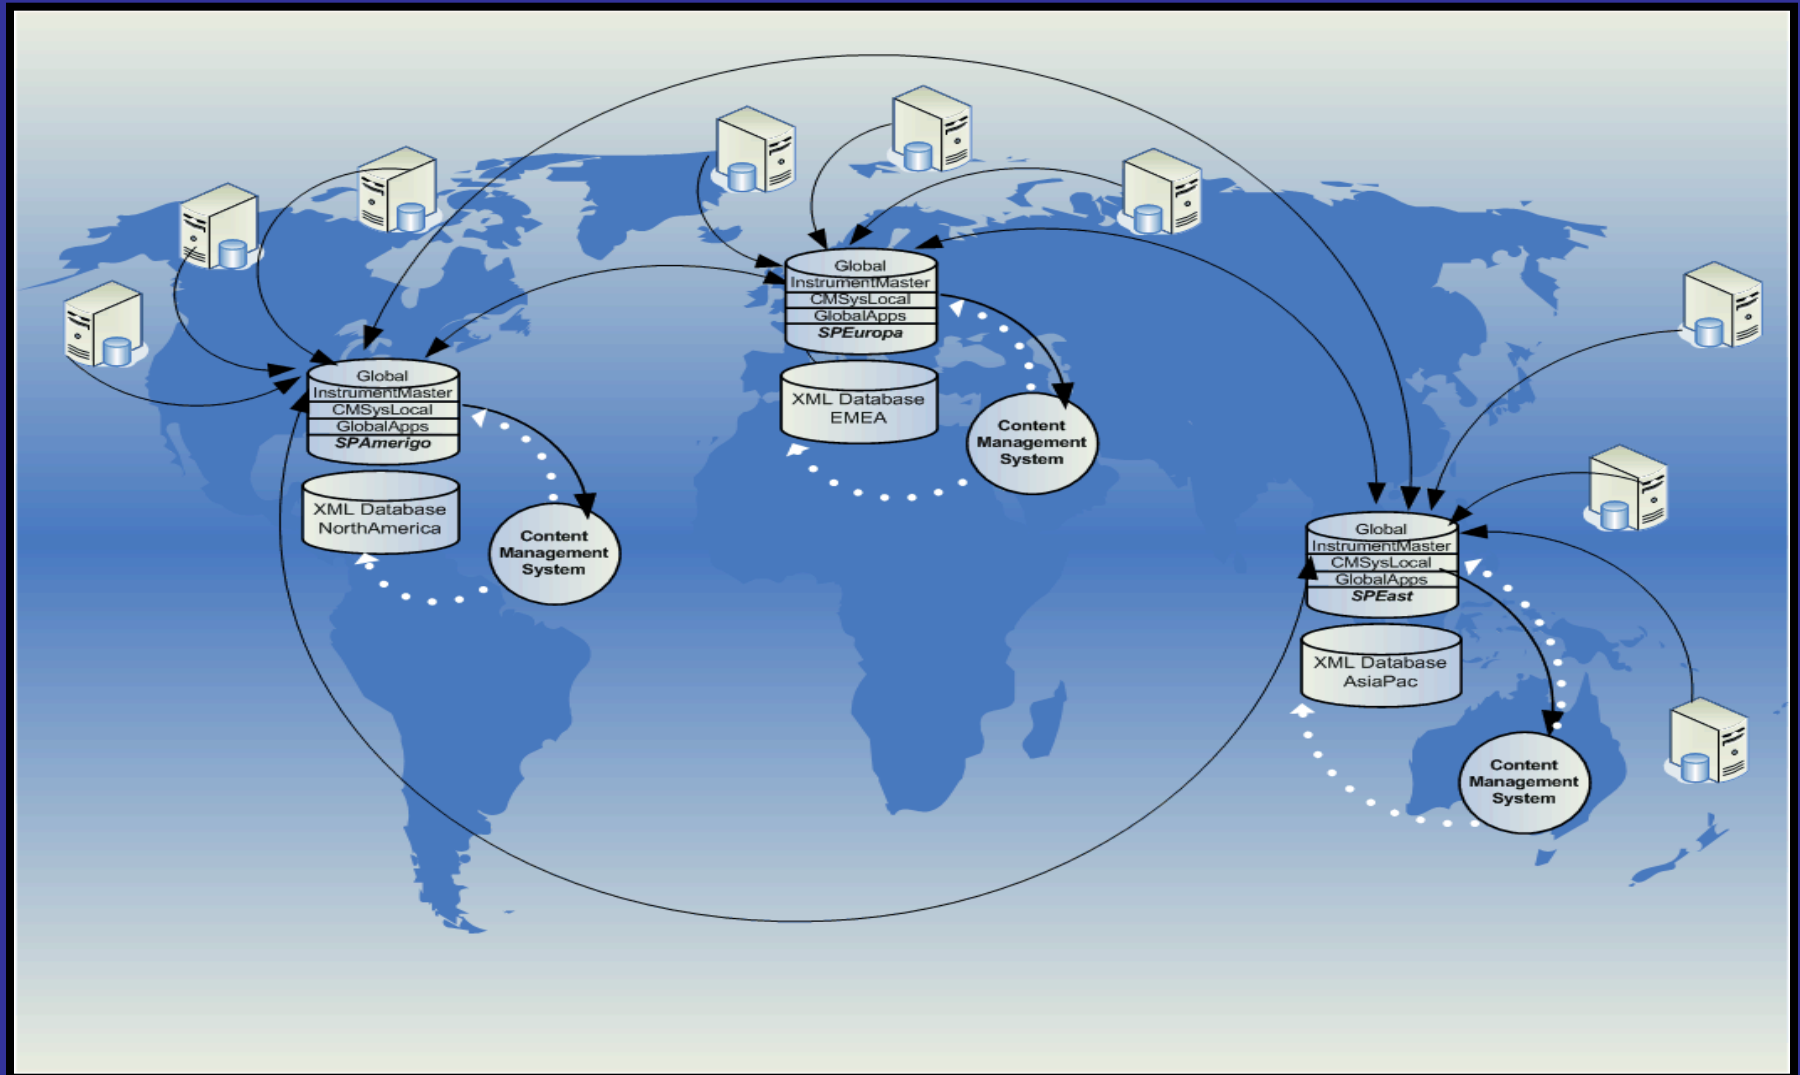 Global
InstrumentMaster
CMSysLocal
GlobalApps
SPAmerigo
XML Database
NorthAmerica
Content
Management
System
Global
InstrumentMaster
CMSysLocal
GlobalApps
SPEuropa
XML Database
EMEA
Content
Management
System
Global
InstrumentMaster
CMSysLocal
GlobalApps
SPEast
XML Database
AsiaPac
Content
Management
System